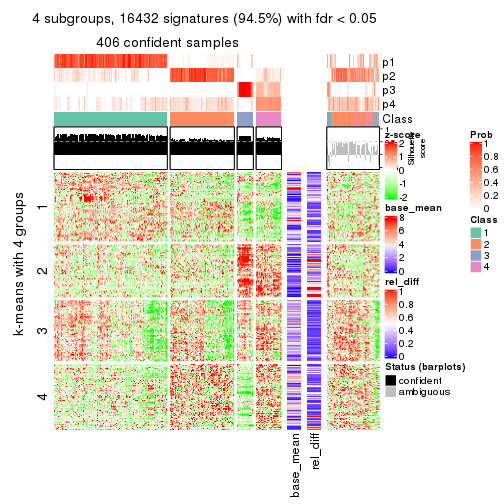 4 subgroups, 16432 signatures (94.5%) with fdr < 0.05
406 confident samples
p1
p2
p3
p4
Class
1
Silhouette
score
z-score
2
1
0
-1
-2
base_mean
8
6
4
2
0
rel_diff
1
0.8
0.6
0.4
0.2
0
Status (barplots)
confident
ambiguous
Prob
1
0.8
0.6
0.4
0.2
0
Class
1
2
3
4
k-means with 4 groups
1
2
3
4
base_mean
rel_diff